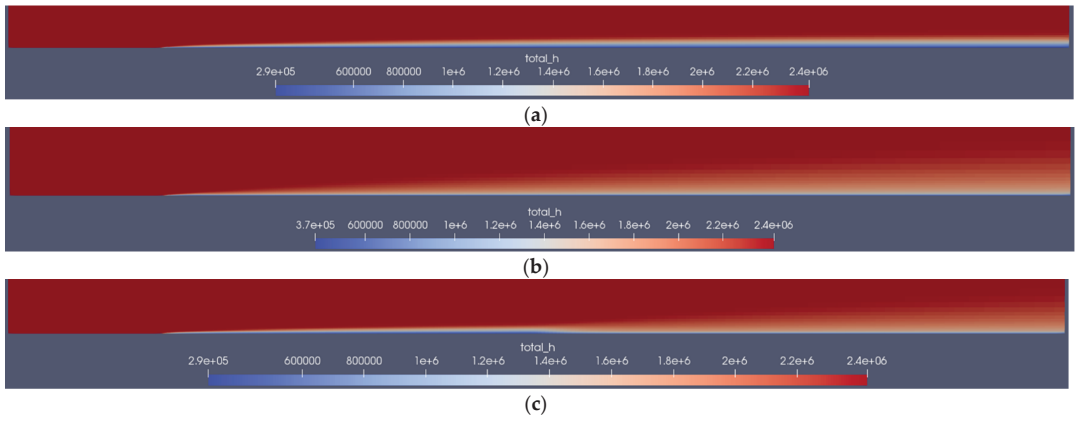 total_h
2.9e+05 600000 800000 1e+6 1.2e+6 1.4e+6 1.6e+6 1.8e+6 2e+6 2.2e+6 2.4e+06
(a)
total_h
3.7e+05 600000 800000 1e+6 1.2e+6 1.4e+6 1.6e+6 1.8e+6 2e+6 2.2e+6 2.4e+06
(b)
total_h
2.9e+05 600000 800000 1e+6 1.2e+6 1.4e+6 1.6e+6 1.8e+6 2e+6 2.2e+6 2.4e+06
(c)